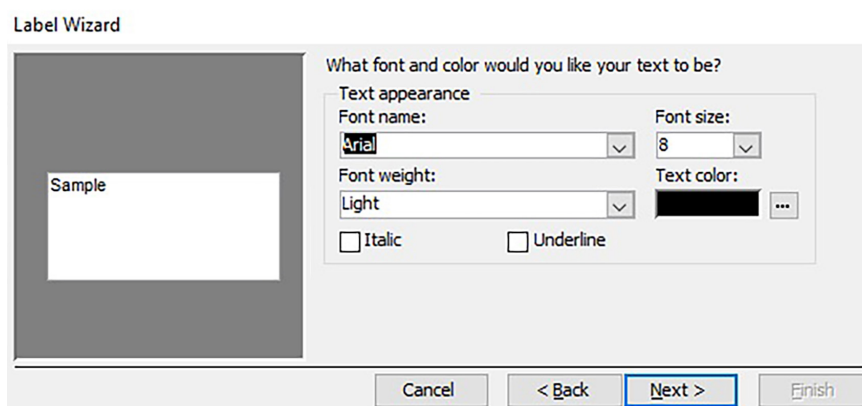 Label Wizard
What font and color would you like your text to be?
Text appearance
Font name:
Font size:
Arial
8
Sample
Font weight:
Text color:
Light
...
Italic
Underline
Cancel
< Back
Next >
Finish